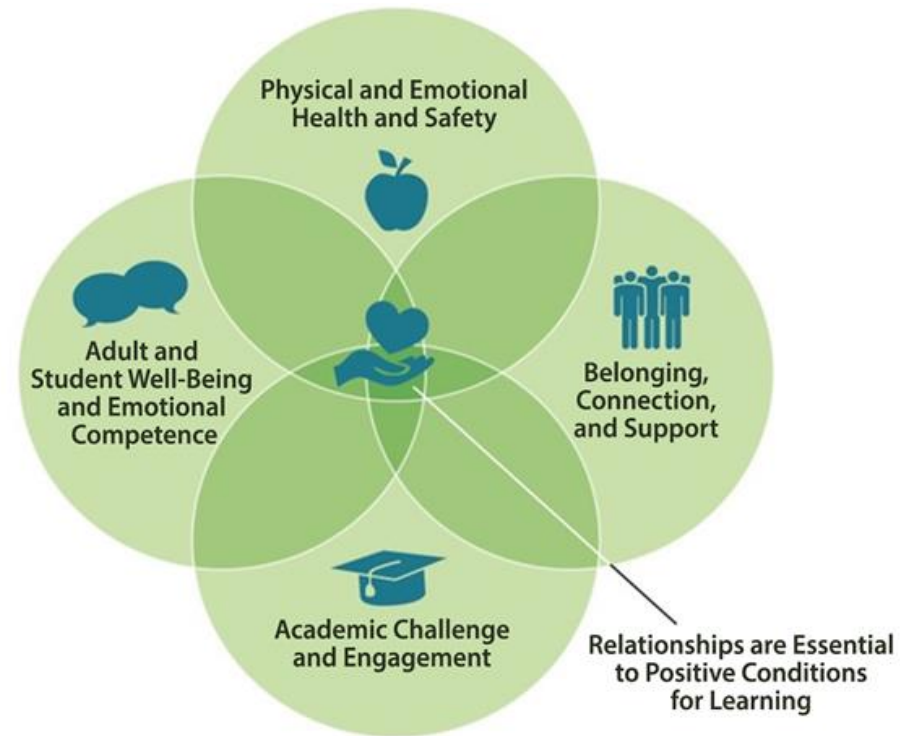 Physical and Emotional
Health and Safety
Adult and
Student Well-Being
and Emotional
Competence
Belonging,
Connection,
and Support
Academic Challenge
and Engagement
Relationships are Essential
to Positive Conditions
for Learning